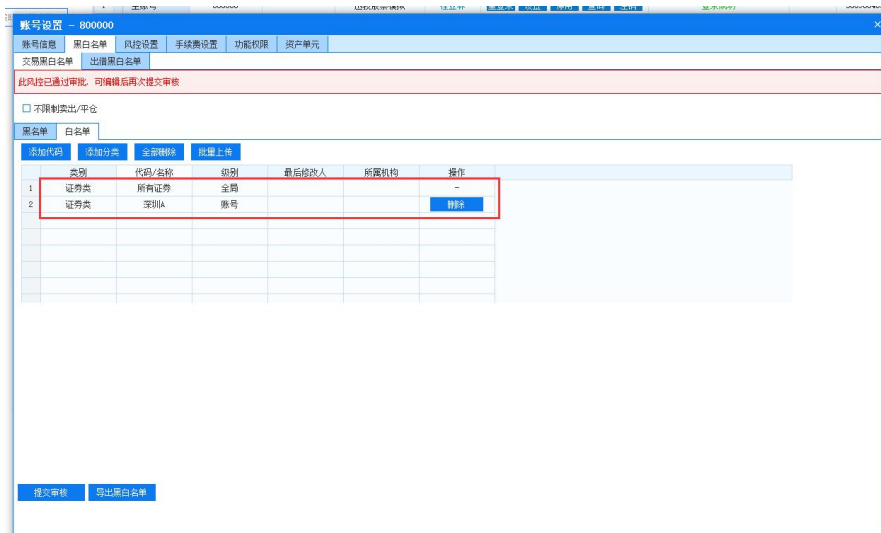 1 主账号
账号设置 - 800000 ×
账号信息 黑白名单 风控设置 手续费设置 功能权限 资产单元
交易黑白名单 出借黑白名单
此风控已通过审批，可编辑后再次提交审核
不限制卖出/平仓
黑名单 白名单
添加代码 添加分类 全部删除 批量上传
类别 代码/名称 级别 最后修改人 所属机构 操作
1 证券类 所有证券 全局 -
2 证券类 深圳A 账号 删除
提交审核 导出黑白名单